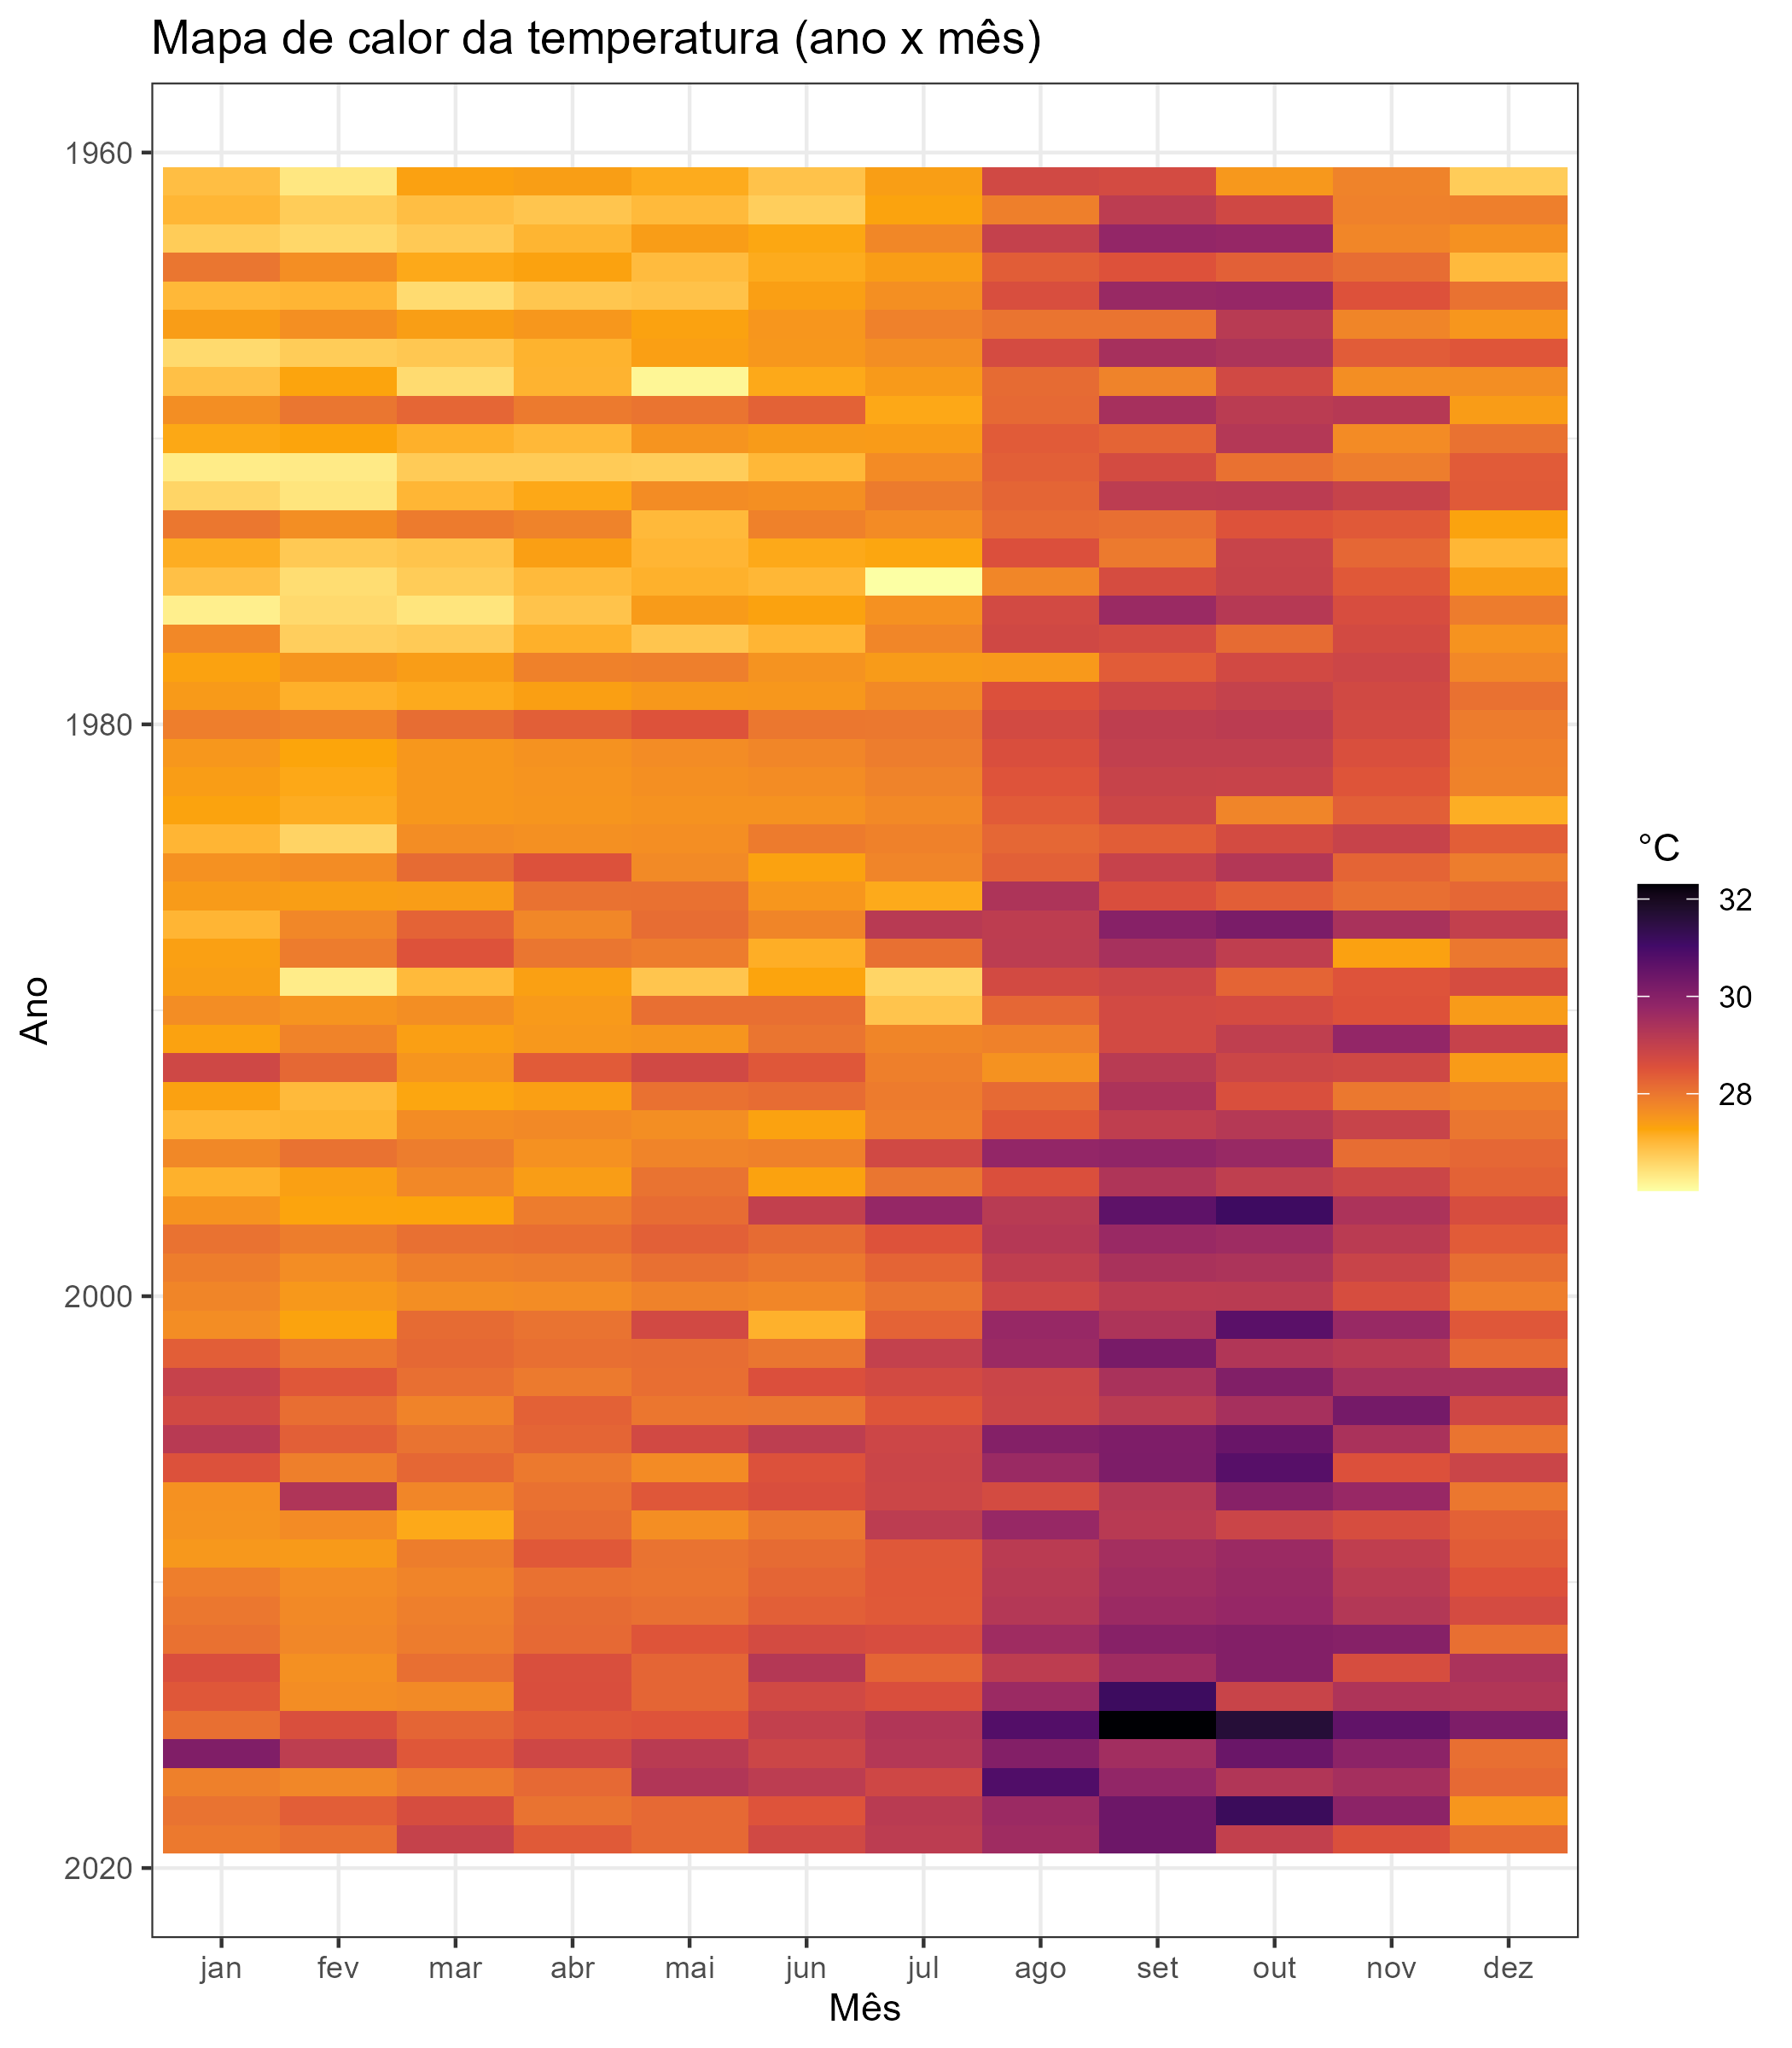 Mapa de calor da temperatura (ano x mês)
1960
1980
2000
2020
Ano
jan fev mar abr mai jun jul ago set out nov dez
Mês
°C
32
30
28